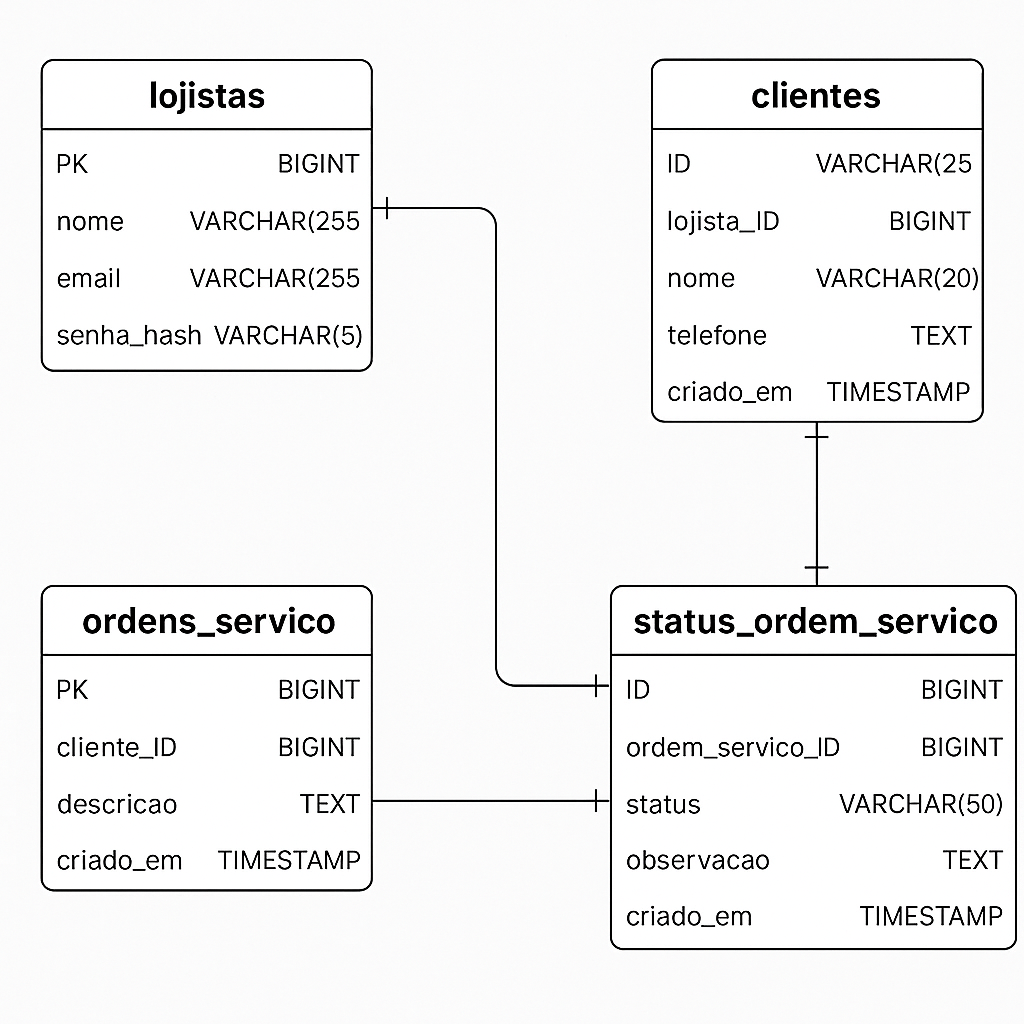 lojistas
PK BIGINT
nome VARCHAR(255
email VARCHAR(255
senha_hash VARCHAR(5)
clientes
ID VARCHAR(25
lojista_ID BIGINT
nome VARCHAR(20)
telefone TEXT
criado_em TIMESTAMP
ordens_servico
PK BIGINT
cliente_ID BIGINT
descricao TEXT
criado_em TIMESTAMP
status_ordem_servico
ID BIGINT
ordem_servico_ID BIGINT
status VARCHAR(50)
observacao TEXT
criado_em TIMESTAMP